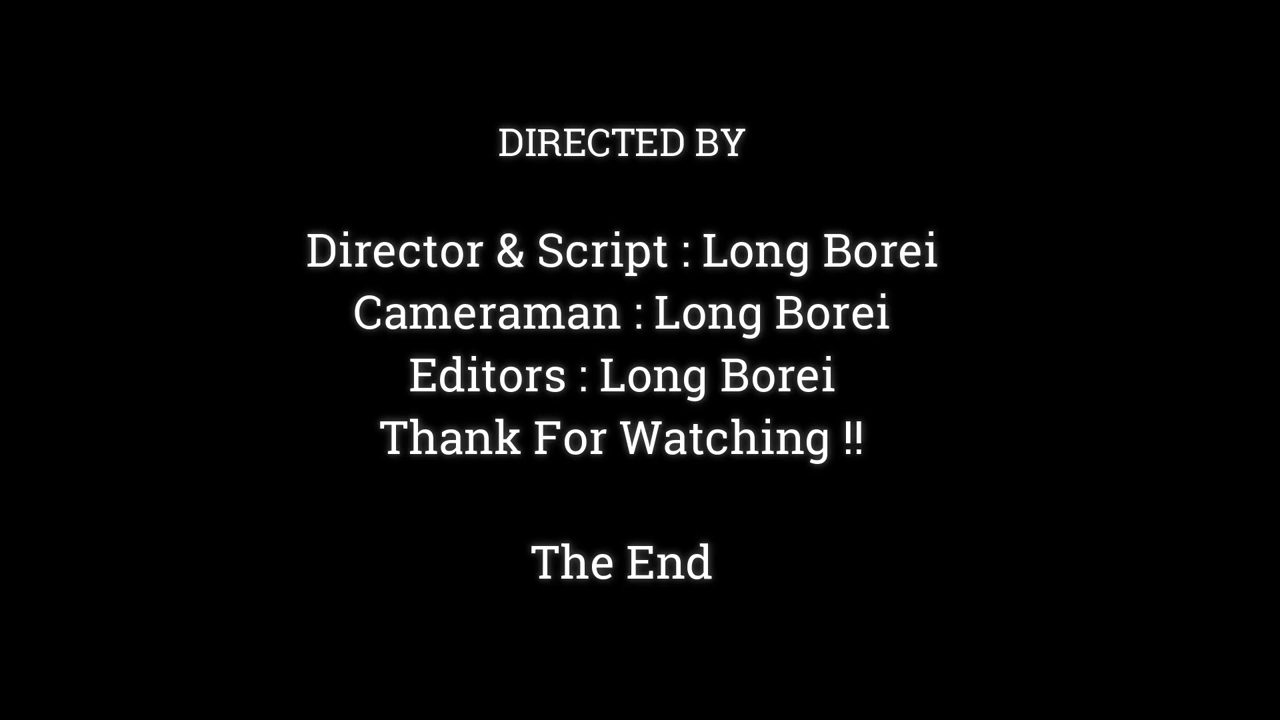 DIRECTED BY
Director & Script : Long Borei
Cameraman : Long Borei
Editors : Long Borei
Thank For Watching !!
The End